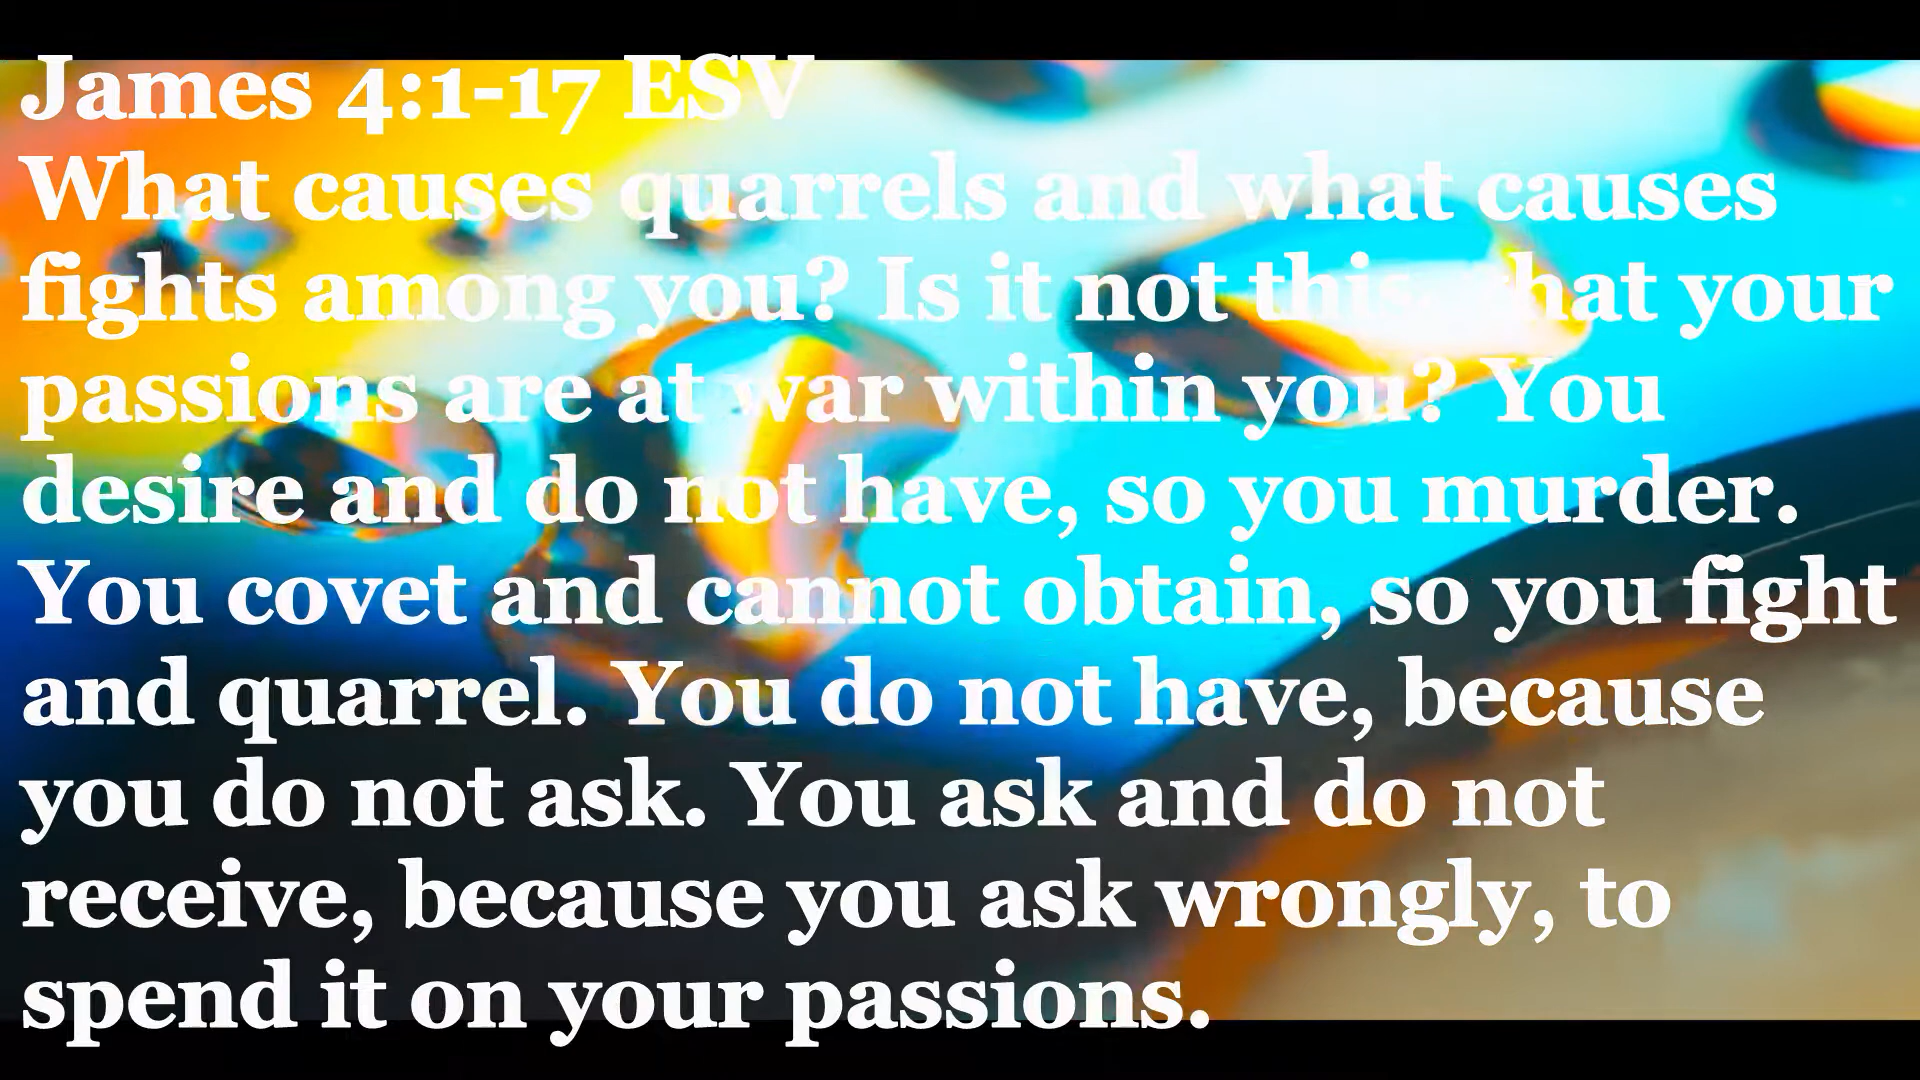 James 4:1-17 ESV
What causes quarrels and what causes
fights among you? Is it not this, that your
passions are at war within you? You
desire and do not have, so you murder.
You covet and cannot obtain, so you fight
and quarrel. You do not have, because
you do not ask. You ask and do not
receive, because you ask wrongly, to
spend it on your passions.